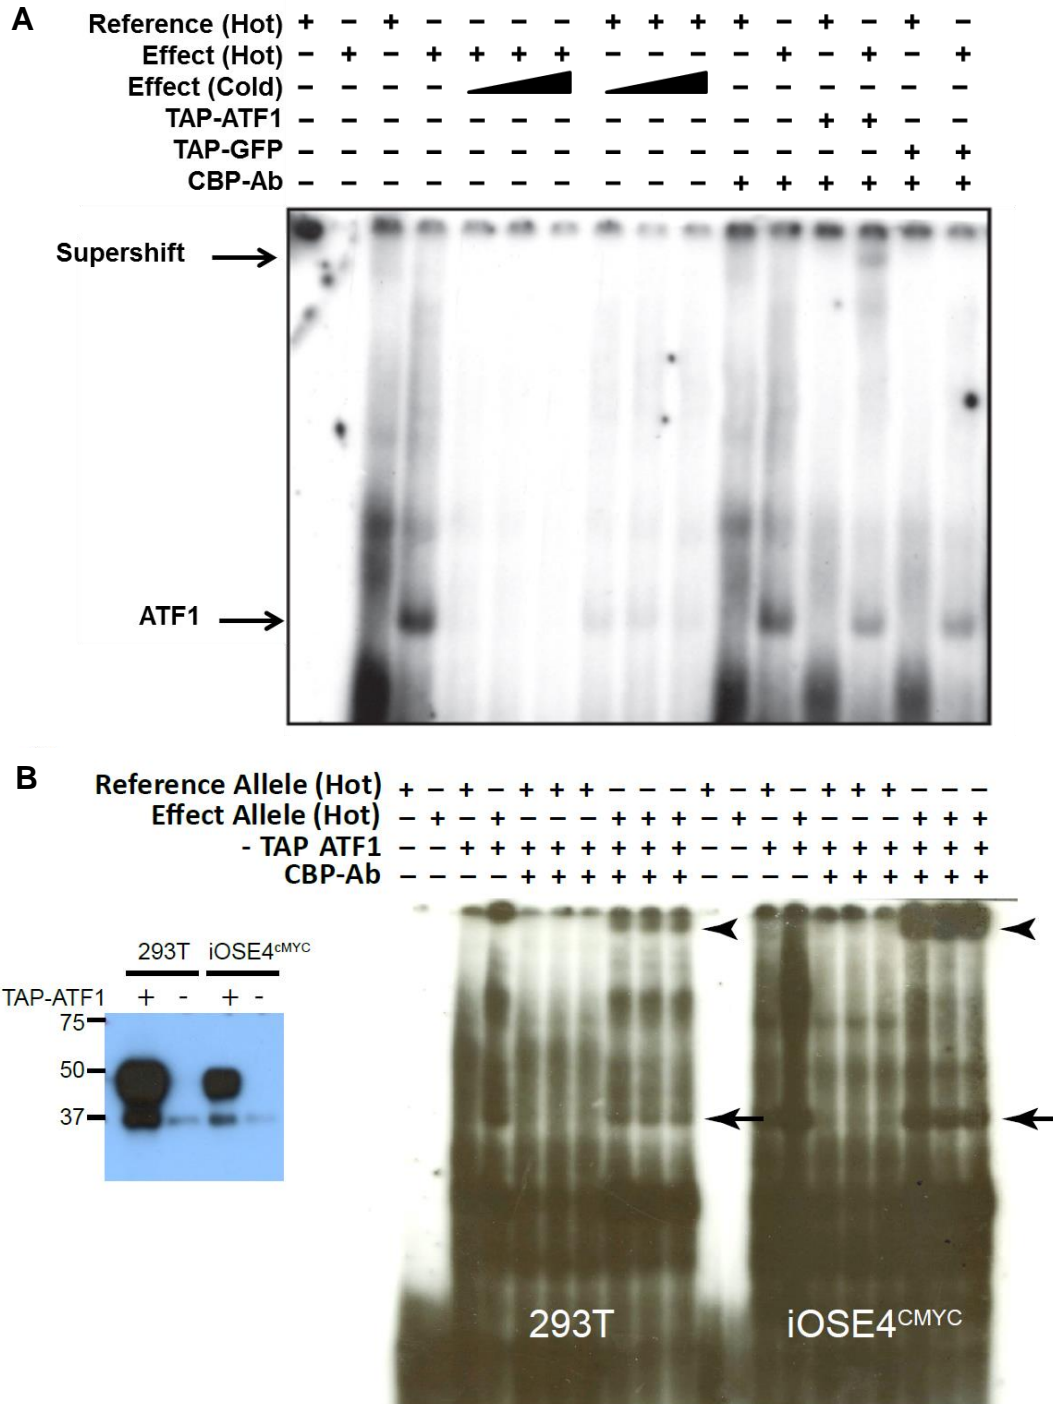 A
Reference (Hot) + – + – – – – + + + + – + – + –
Effect (Hot) – + – + + + + – – – – + – + – +
Effect (Cold) – – – – – – – – – –
TAP-ATF1 – – – – – – – – – – – – + + – –
TAP-GFP – – – – – – – – – – – – – – + +
CBP-Ab – – – – – – – – – – + + + + + +
Supershift
ATF1
B
Reference Allele (Hot) + – + – + + + – – – + – + – + + + – – –
Effect Allele (Hot) – + – + – – – + + + – + – + – – – + + +
- TAP ATF1 – – + + + + + + + + – – + + + + + + + +
CBP-Ab – – – – + + + + + + – – – – + + + + + +
293T iOSE4cMYC
TAP-ATF1 + - + -
75
50
37
293T iOSE4CMYC